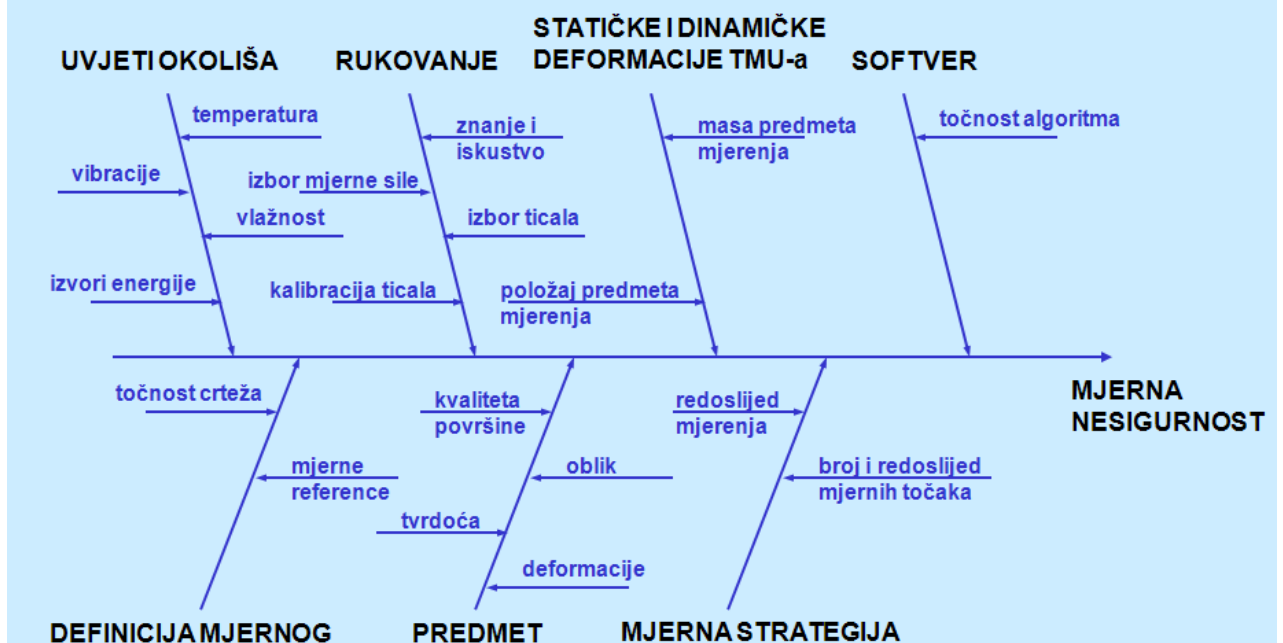 UVJETI OKOLIŠA
temperatura
vibracije
vlažnost
izvori energije
RUKOVANJE
znanje i
iskustvo
izbor mjerne sile
izbor ticala
kalibracija ticala
STATIČKE I DINAMIČKE
DEFORMACIJE TMU-a
masa predmeta
mjerenja
položaj predmeta
mjerenja
SOFTVER
točnost algoritma
MJERNA
NESIGURNOST
točnost crteža
mjerne
reference
DEFINICIJA MJERNOG
kvaliteta
površine
oblik
tvrdoća
deformacije
PREDMET
redoslijed
mjerenja
broj i redoslijed
mjernih točaka
MJERNA STRATEGIJA